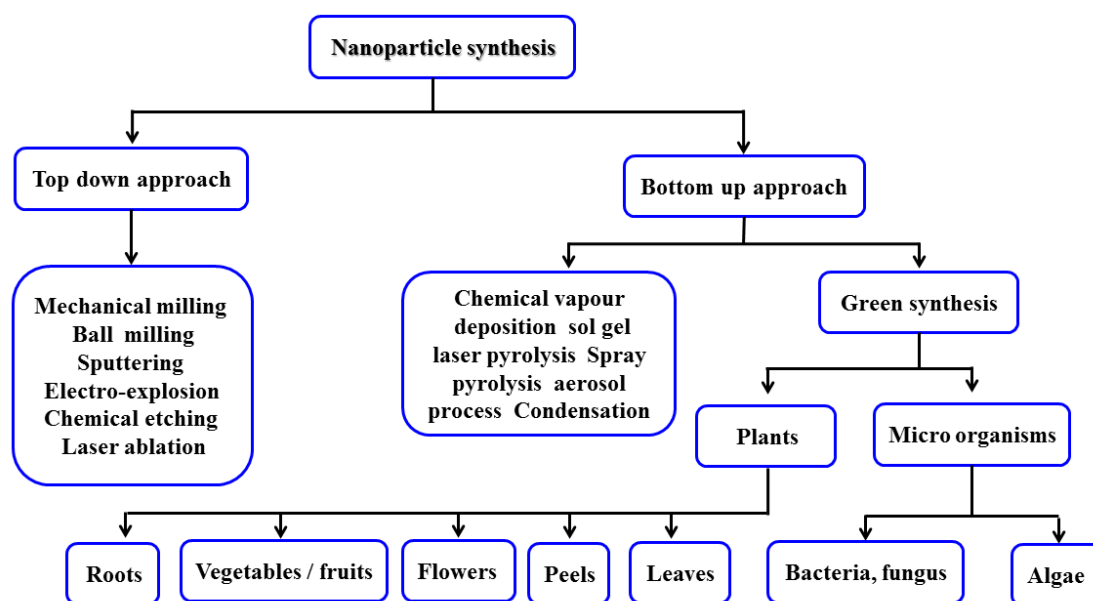 Nanoparticle synthesis
Top down approach
Bottom up approach
Mechanical milling
Ball milling
Sputtering
Electro-explosion
Chemical etching
Laser ablation
Chemical vapour
deposition sol gel
laser pyrolysis Spray
pyrolysis aerosol
process Condensation
Green synthesis
Plants
Micro organisms
Roots
Vegetables / fruits
Flowers
Peels
Leaves
Bacteria, fungus
Algae